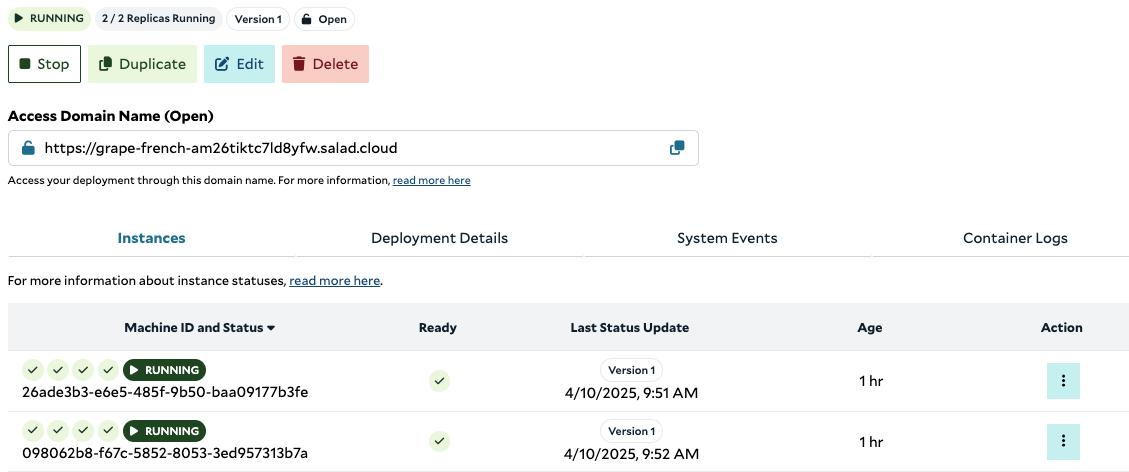 RUNNING 2 / 2 Replicas Running Version 1 Open
Stop Duplicate Edit Delete
Access Domain Name (Open)
https://grape-french-am26tiktc7ld8yfw.salad.cloud
Access your deployment through this domain name. For more information, read more here
Instances Deployment Details System Events Container Logs
For more information about instance statuses, read more here.
Machine ID and Status Ready Last Status Update Age Action
RUNNING Version 1
26ade3b3-e6e5-485f-9b50-baa09177b3fe 4/10/2025, 9:51 AM 1 hr
RUNNING Version 1
098062b8-f67c-5852-8053-3ed957313b7a 4/10/2025, 9:52 AM 1 hr